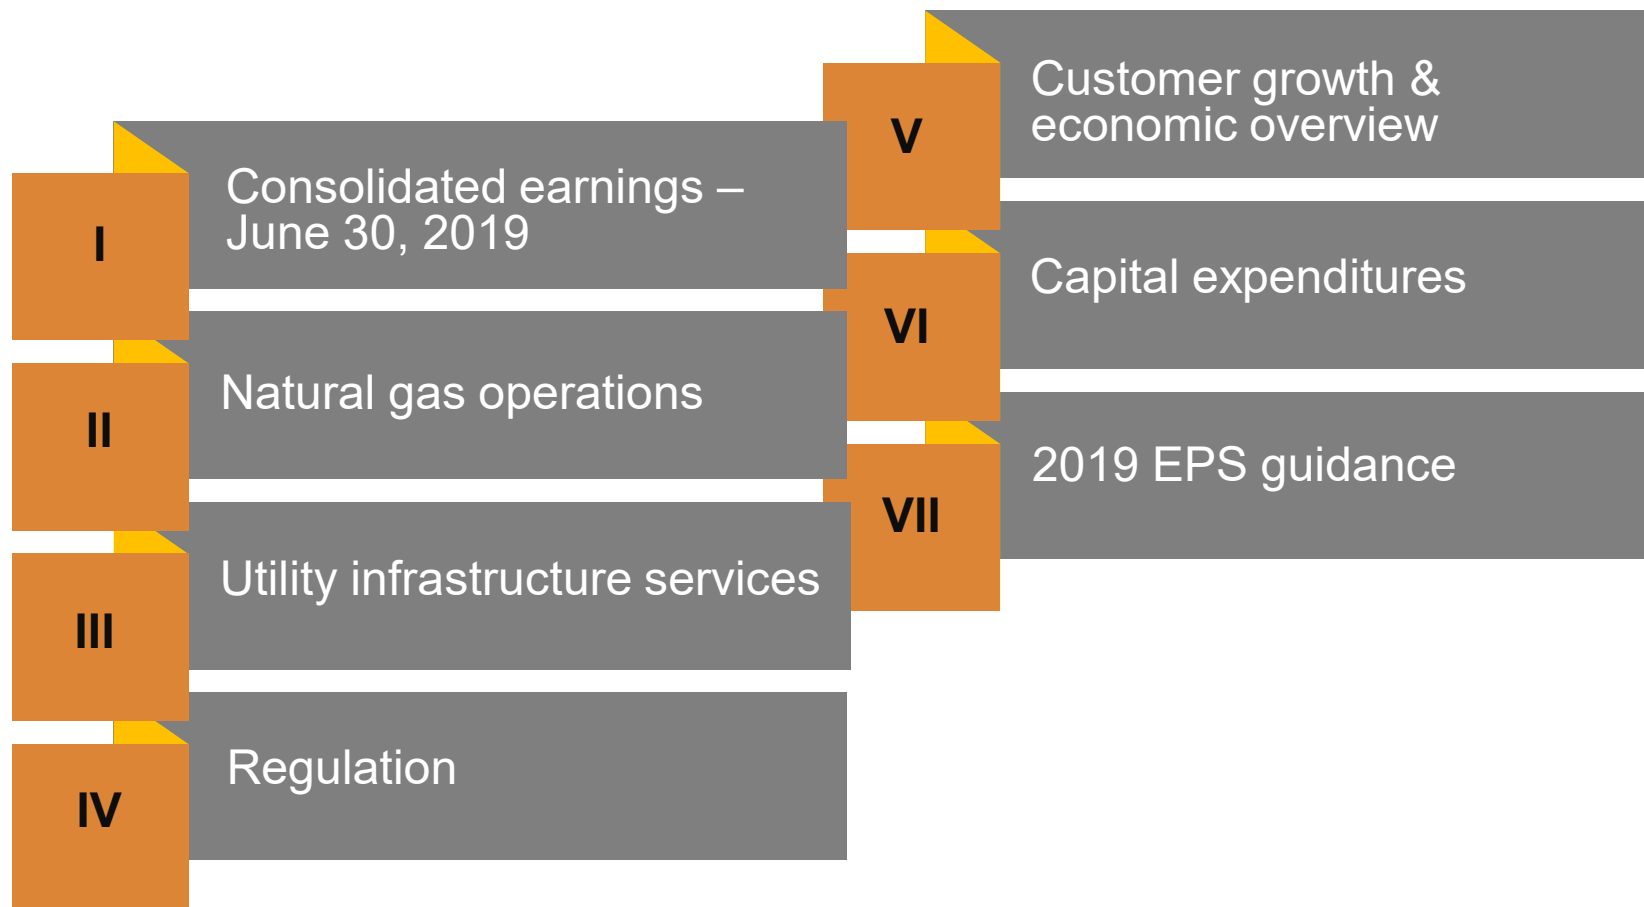 I
Consolidated earnings –
June 30, 2019
II
Natural gas operations
III
Utility infrastructure services
IV
Regulation
V
Customer growth &
economic overview
VI
Capital expenditures
VII
2019 EPS guidance